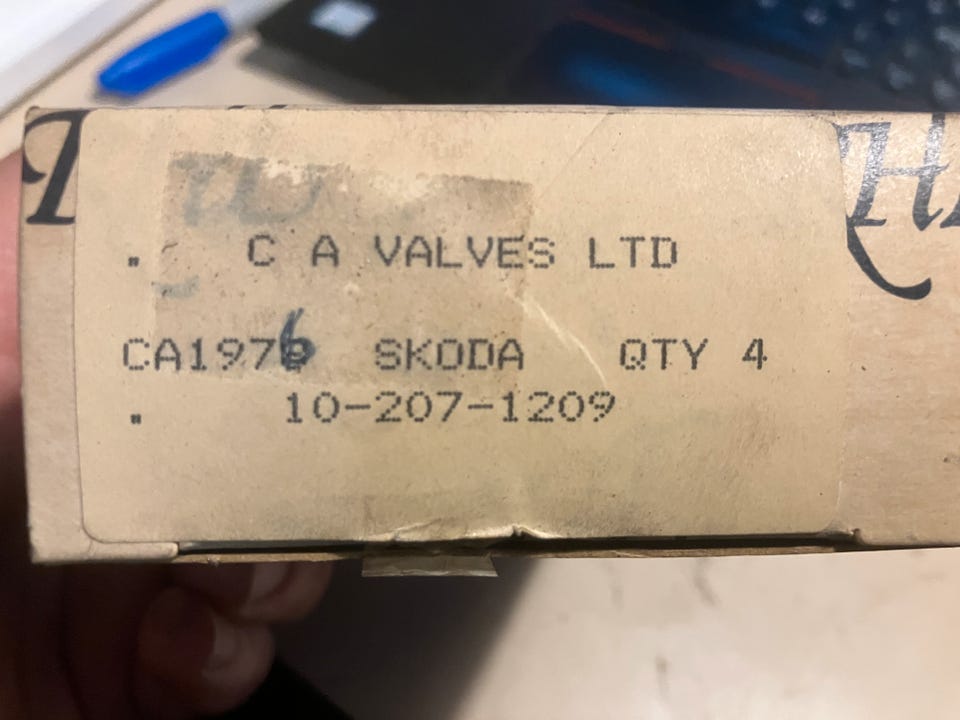 . C A VALVES LTD
CA1976 SKODA QTY 4
. 10-207-1209